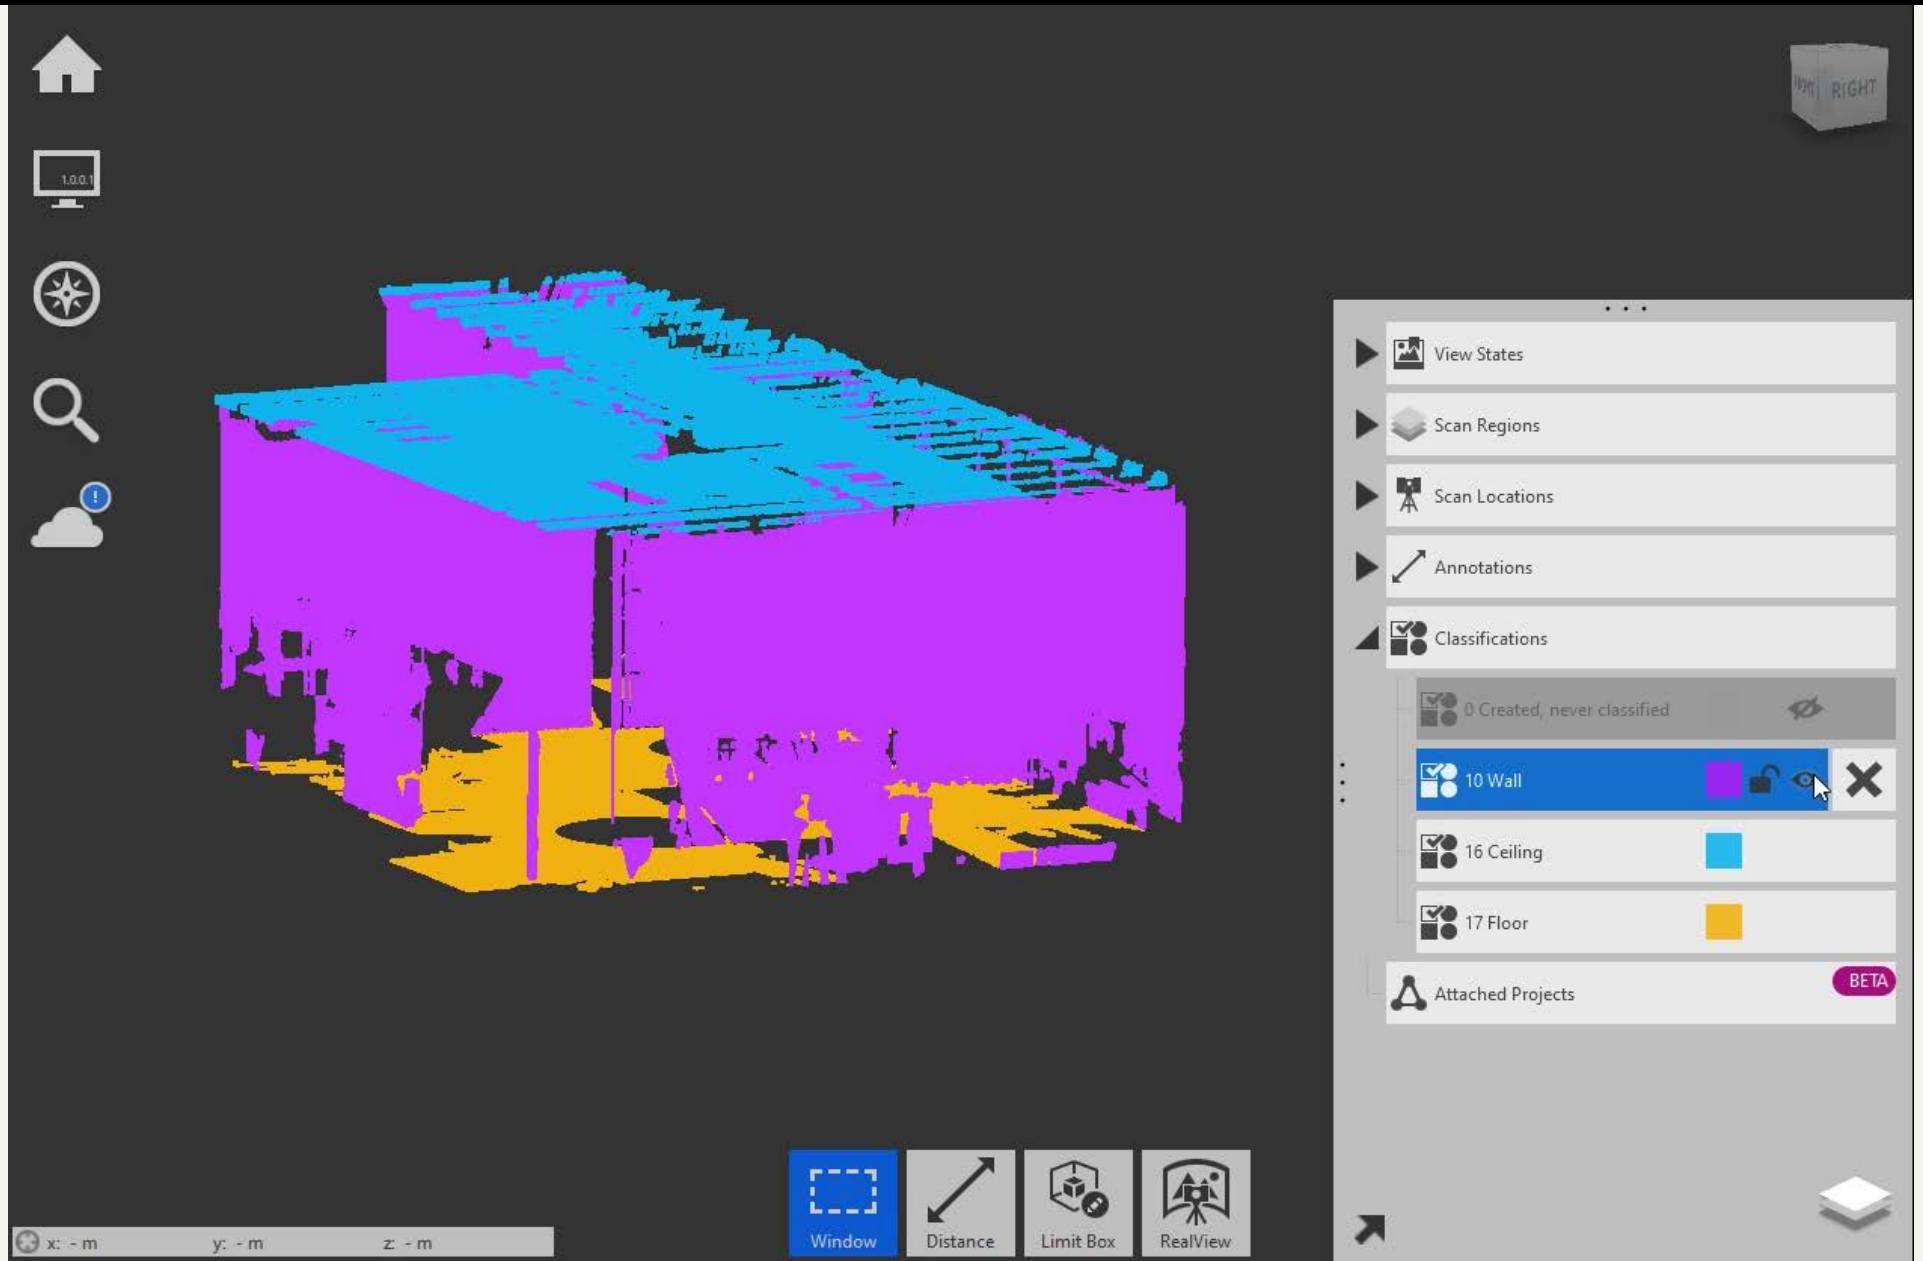 1.0.0.1
RIGHT
View States
Scan Regions
Scan Locations
Annotations
Classifications
0 Created, never classified
10 Wall
16 Ceiling
17 Floor
Attached Projects
BETA
Window
Distance
Limit Box
RealView
x: - m
y: - m
z: - m